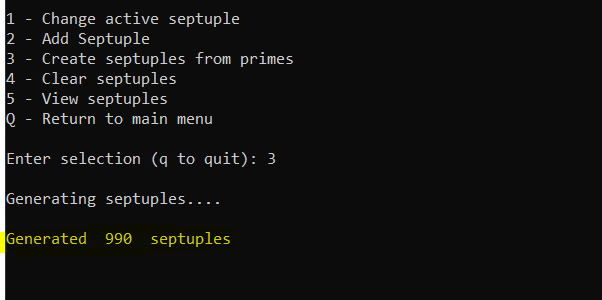 1 - Change active septuple
2 - Add Septuple
3 - Create septuples from primes
4 - Clear septuples
5 - View septuples
Q - Return to main menu
Enter selection (q to quit): 3
Generating septuples....
Generated  990  septuples